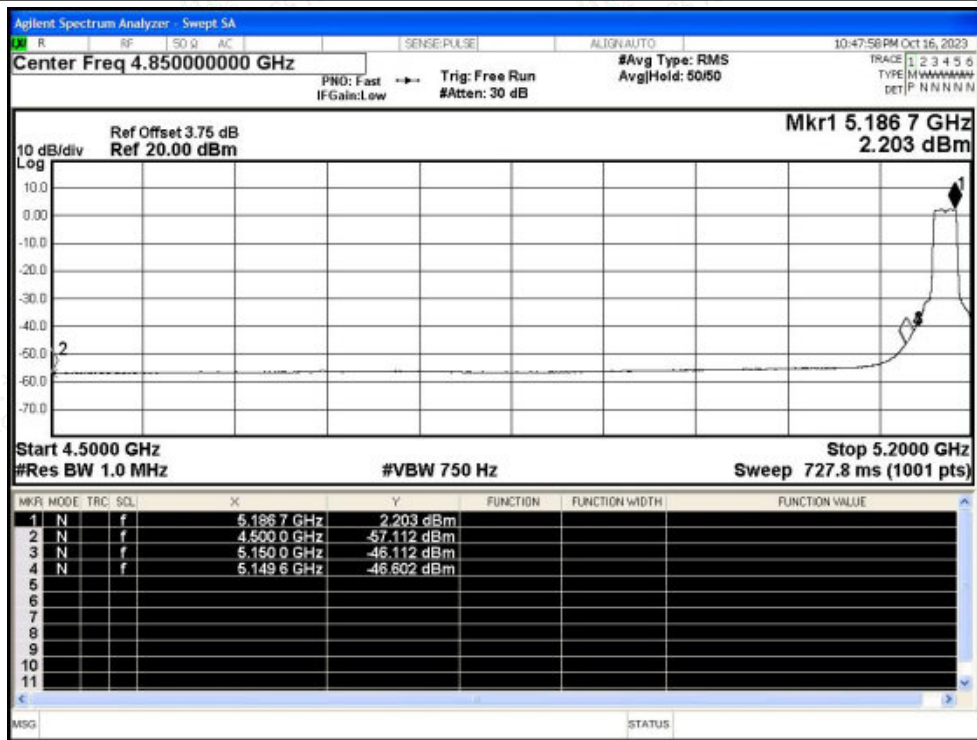 Agilent Spectrum Analyzer - Swept SA
LXI R RF 50 Ω AC SENSE:PULSE ALIGNAUTO 10:47:58 PM Oct 16, 2023
Center Freq 4.850000000 GHz #Avg Type: RMS TRACE 1 2 3 4 5 6
PNO: Fast Trig: Free Run Avg|Hold: 50/50 TYPE MWWWWW
IFGain:Low #Atten: 30 dB DET P N N N N N
Mkr1 5.186 7 GHz
Ref Offset 3.75 dB
10 dB/div Ref 20.00 dBm 2.203 dBm
Log
10.0
1
0.00
-10.0
-20.0
-30.0
-40.0
-50.0 2
-60.0
-70.0
Start 4.5000 GHz Stop 5.2000 GHz
#Res BW 1.0 MHz #VBW 750 Hz Sweep 727.8 ms (1001 pts)
MKR MODE TRC SCL X Y FUNCTION FUNCTION WIDTH FUNCTION VALUE
1 N f 5.186 7 GHz 2.203 dBm
2 N f 4.500 0 GHz -57.112 dBm
3 N f 5.150 0 GHz -46.112 dBm
4 N f 5.149 6 GHz -46.602 dBm
5
6
7
8
9
10
11
MSG STATUS